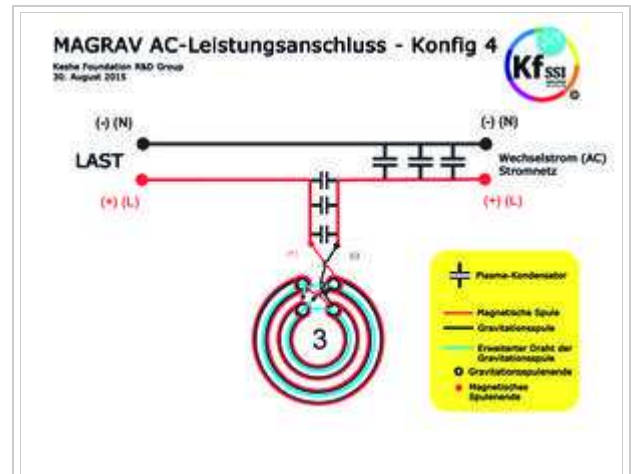 MAGRAV AC-Leistungsanschluss - Konfig 4
Keshe Foundation R&D Group
30. August 2015
Kf SSI
(-) (N)
(-) (N)
LAST
Wechselstrom (AC)
Stromnetz
(+) (L)
(+) (L)
3
Plasma-Kondensator
Magnetische Spule
Gravitationsspule
Erweiterter Draht der
Gravitationsspule
Gravitationsspulenende
Magnetisches
Spulenende